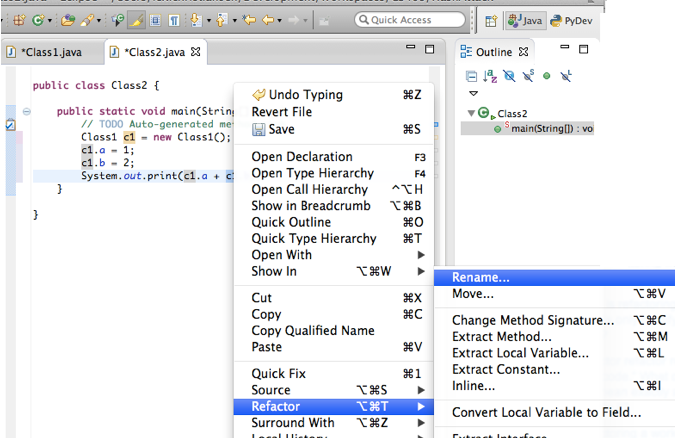 Quick Access
Java
PyDev
*Class1.java
*Class2.java
Outline
public class Class2 {
public static void main(String
// TODO Auto-generated me
Class1 c1 = new Class1();
c1.a = 1;
c1.b = 2;
System.out.print(c1.a + c
}
}
Class2
main(String[]) : vo
Undo Typing ⌘Z
Revert File
Save ⌘S
Open Declaration F3
Open Type Hierarchy F4
Open Call Hierarchy ^⌥H
Show in Breadcrumb ⌥⌘B
Quick Outline ⌘O
Quick Type Hierarchy ⌘T
Open With
Show In ⌥⌘W
Cut ⌘X
Copy ⌘C
Copy Qualified Name
Paste ⌘V
Quick Fix ⌘1
Source ⌥⌘S
Refactor ⌥⌘T
Surround With ⌥⌘Z
Local History
Rename...
Move... ⌥⌘V
Change Method Signature... ⌥⌘C
Extract Method... ⌥⌘M
Extract Local Variable... ⌥⌘L
Extract Constant...
Inline... ⌥⌘I
Convert Local Variable to Field...
Extract Interface